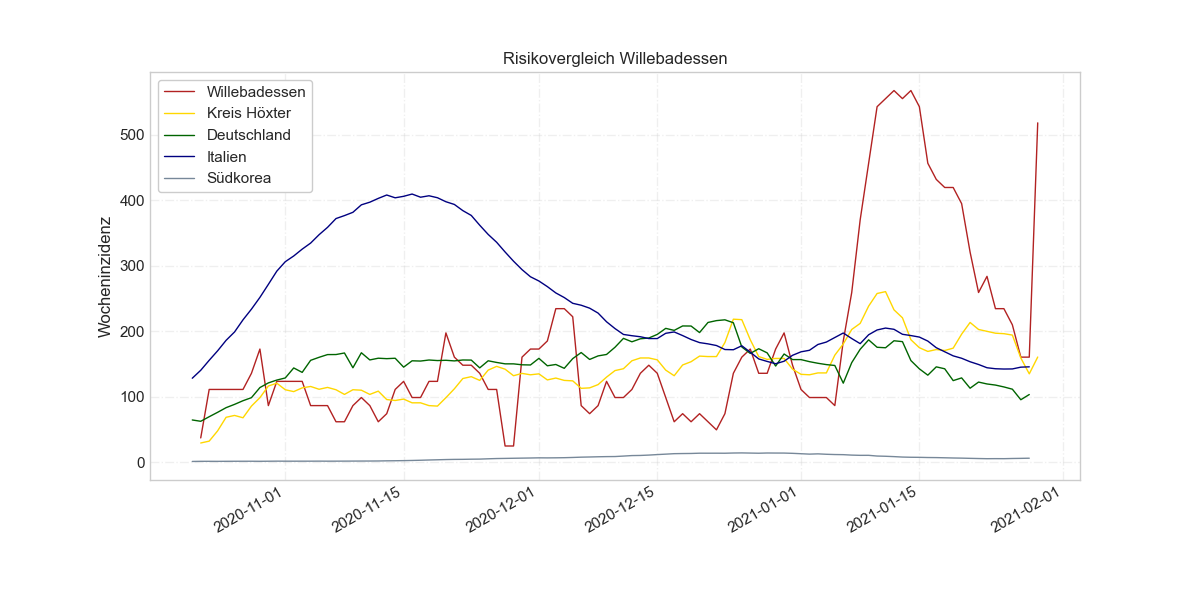 Risikovergleich Willebadessen
Willebadessen
Kreis Höxter
Deutschland
Italien
Südkorea
Wocheninzidenz
500
400
300
200
100
0
2020-11-01
2020-11-15
2020-12-01
2020-12-15
2021-01-01
2021-01-15
2021-02-01